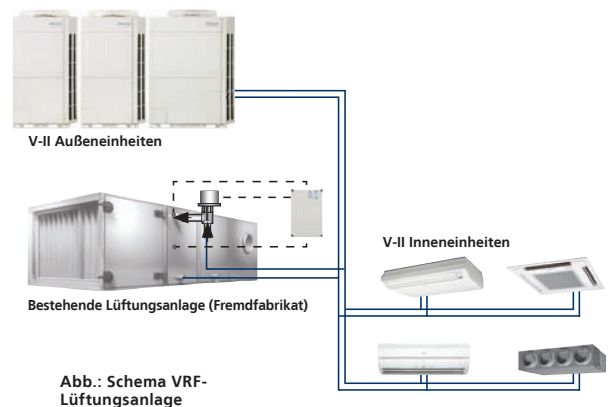 V-II Außeneinheiten
V-II Inneneinheiten
Bestehende Lüftungsanlage (Fremdfabrikat)
Abb.: Schema VRF-
Lüftungsanlage